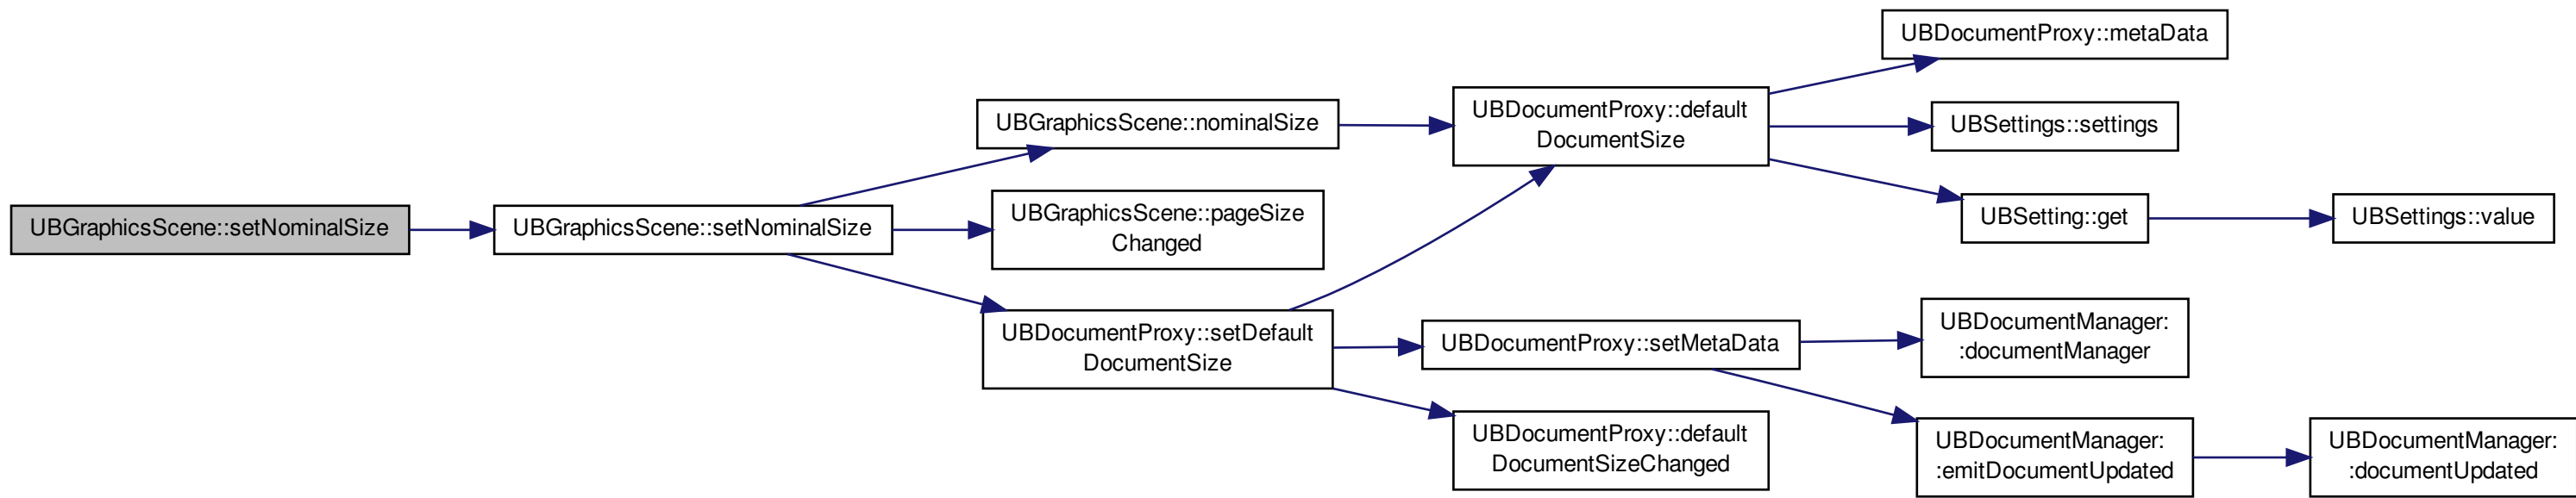 UBGraphicsScene::setNominalSize
UBGraphicsScene::setNominalSize
UBGraphicsScene::nominalSize
UBGraphicsScene::pageSize
Changed
UBDocumentProxy::setDefault
DocumentSize
UBDocumentProxy::default
DocumentSize
UBDocumentProxy::setMetaData
UBDocumentProxy::default
DocumentSizeChanged
UBDocumentProxy::metaData
UBSettings::settings
UBSetting::get
UBDocumentManager:
:documentManager
UBDocumentManager:
:emitDocumentUpdated
UBSettings::value
UBDocumentManager:
:documentUpdated